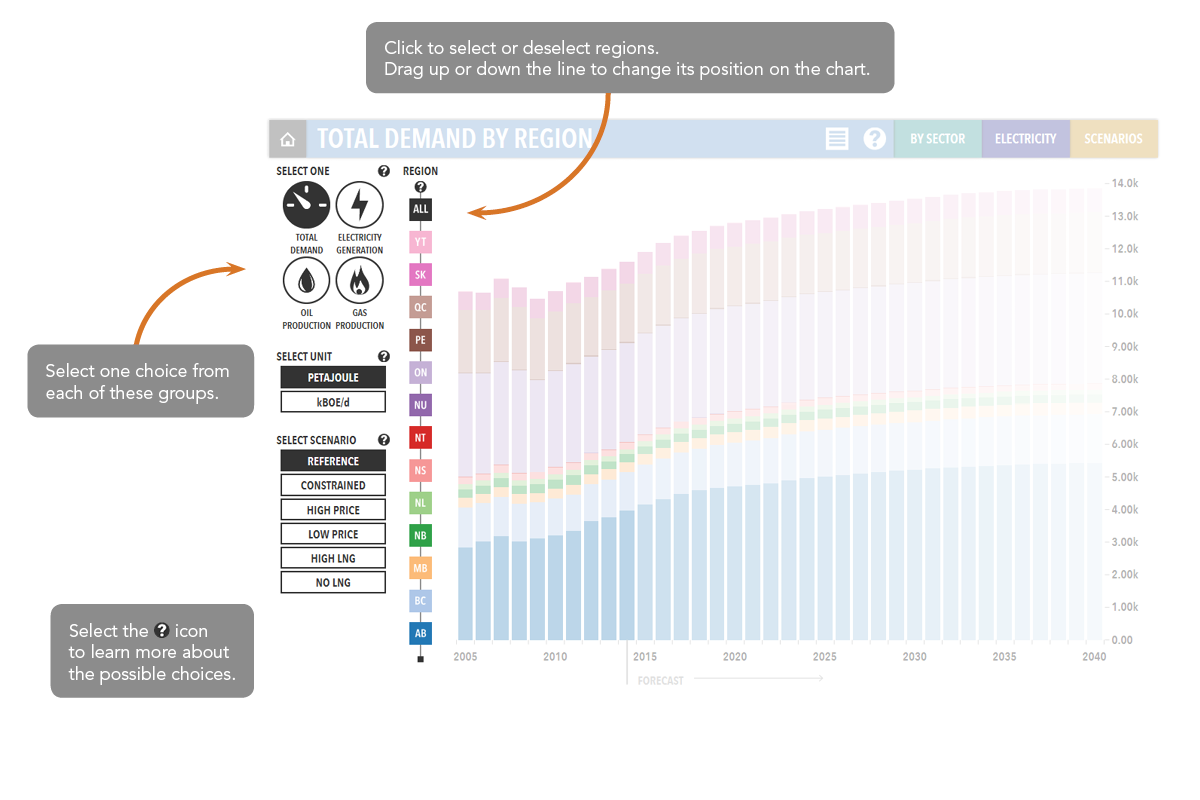 Click to select or deselect regions.
Drag up or down the line to change its position on the chart.
TOTAL DEMAND BY REGION
?
BY SECTOR
ELECTRICITY
SCENARIOS
SELECT ONE ?
TOTAL
DEMAND
ELECTRICITY
GENERATION
OIL
PRODUCTION
GAS
PRODUCTION
SELECT UNIT ?
PETAJOULE
kBOE/d
SELECT SCENARIO ?
REFERENCE
CONSTRAINED
HIGH PRICE
LOW PRICE
HIGH LNG
NO LNG
REGION
?
ALL
YT
SK
QC
PE
ON
NU
NT
NS
NL
NB
MB
BC
AB
14.0k
13.0k
12.0k
11.0k
10.0k
9.00k
8.00k
7.00k
6.00k
5.00k
4.00k
3.00k
2.00k
1.00k
0.00
2005 2010 2015 2020 2025 2030 2035 2040
FORECAST
Select one choice from
each of these groups.
Select the ? icon
to learn more about
the possible choices.